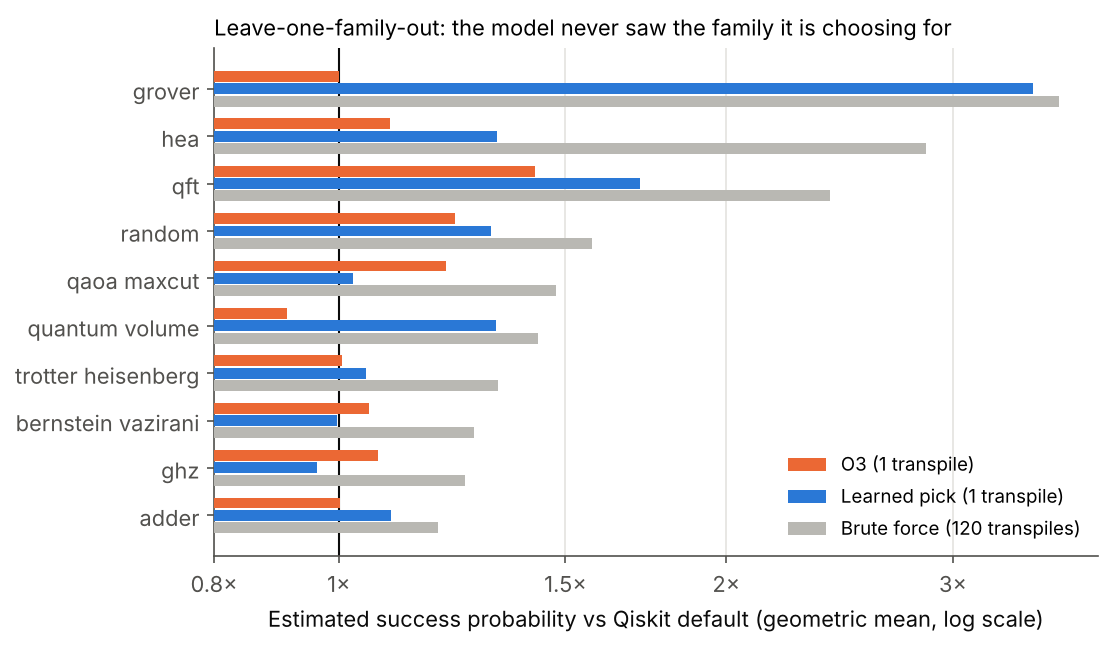 Leave-one-family-out: the model never saw the family it is choosing for
grover
hea
qft
random
qaoa maxcut
quantum volume
trotter heisenberg
bernstein vazirani
ghz
adder
O3 (1 transpile)
Learned pick (1 transpile)
Brute force (120 transpiles)
0.8× 1× 1.5× 2× 3×
Estimated success probability vs Qiskit default (geometric mean, log scale)